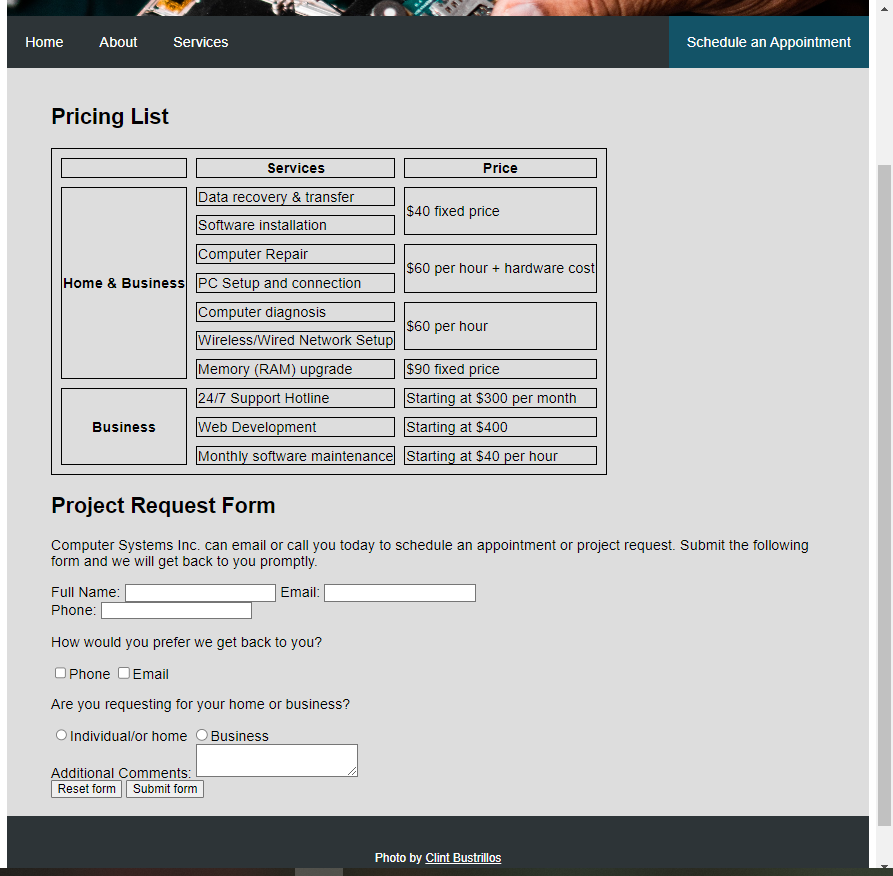 Home About Services Schedule an Appointment
Pricing List
Services Price
Home & Business
Data recovery & transfer
Software installation
$40 fixed price
Computer Repair
PC Setup and connection
$60 per hour + hardware cost
Computer diagnosis
Wireless/Wired Network Setup
$60 per hour
Memory (RAM) upgrade $90 fixed price
Business
24/7 Support Hotline Starting at $300 per month
Web Development Starting at $400
Monthly software maintenance Starting at $40 per hour
Project Request Form
Computer Systems Inc. can email or call you today to schedule an appointment or project request. Submit the following
form and we will get back to you promptly.
Full Name: Email:
Phone:
How would you prefer we get back to you?
Phone Email
Are you requesting for your home or business?
Individual/or home Business
Additional Comments:
Reset form Submit form
Photo by Clint Bustrillos